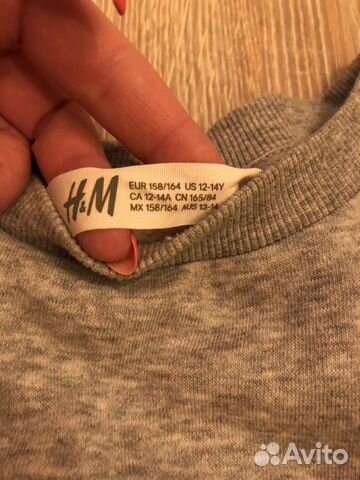 H&M
EUR 158/164 US 12-14Y
CA 12-14A CN 165/84
MX 158/164 AUS 13-14
Avito